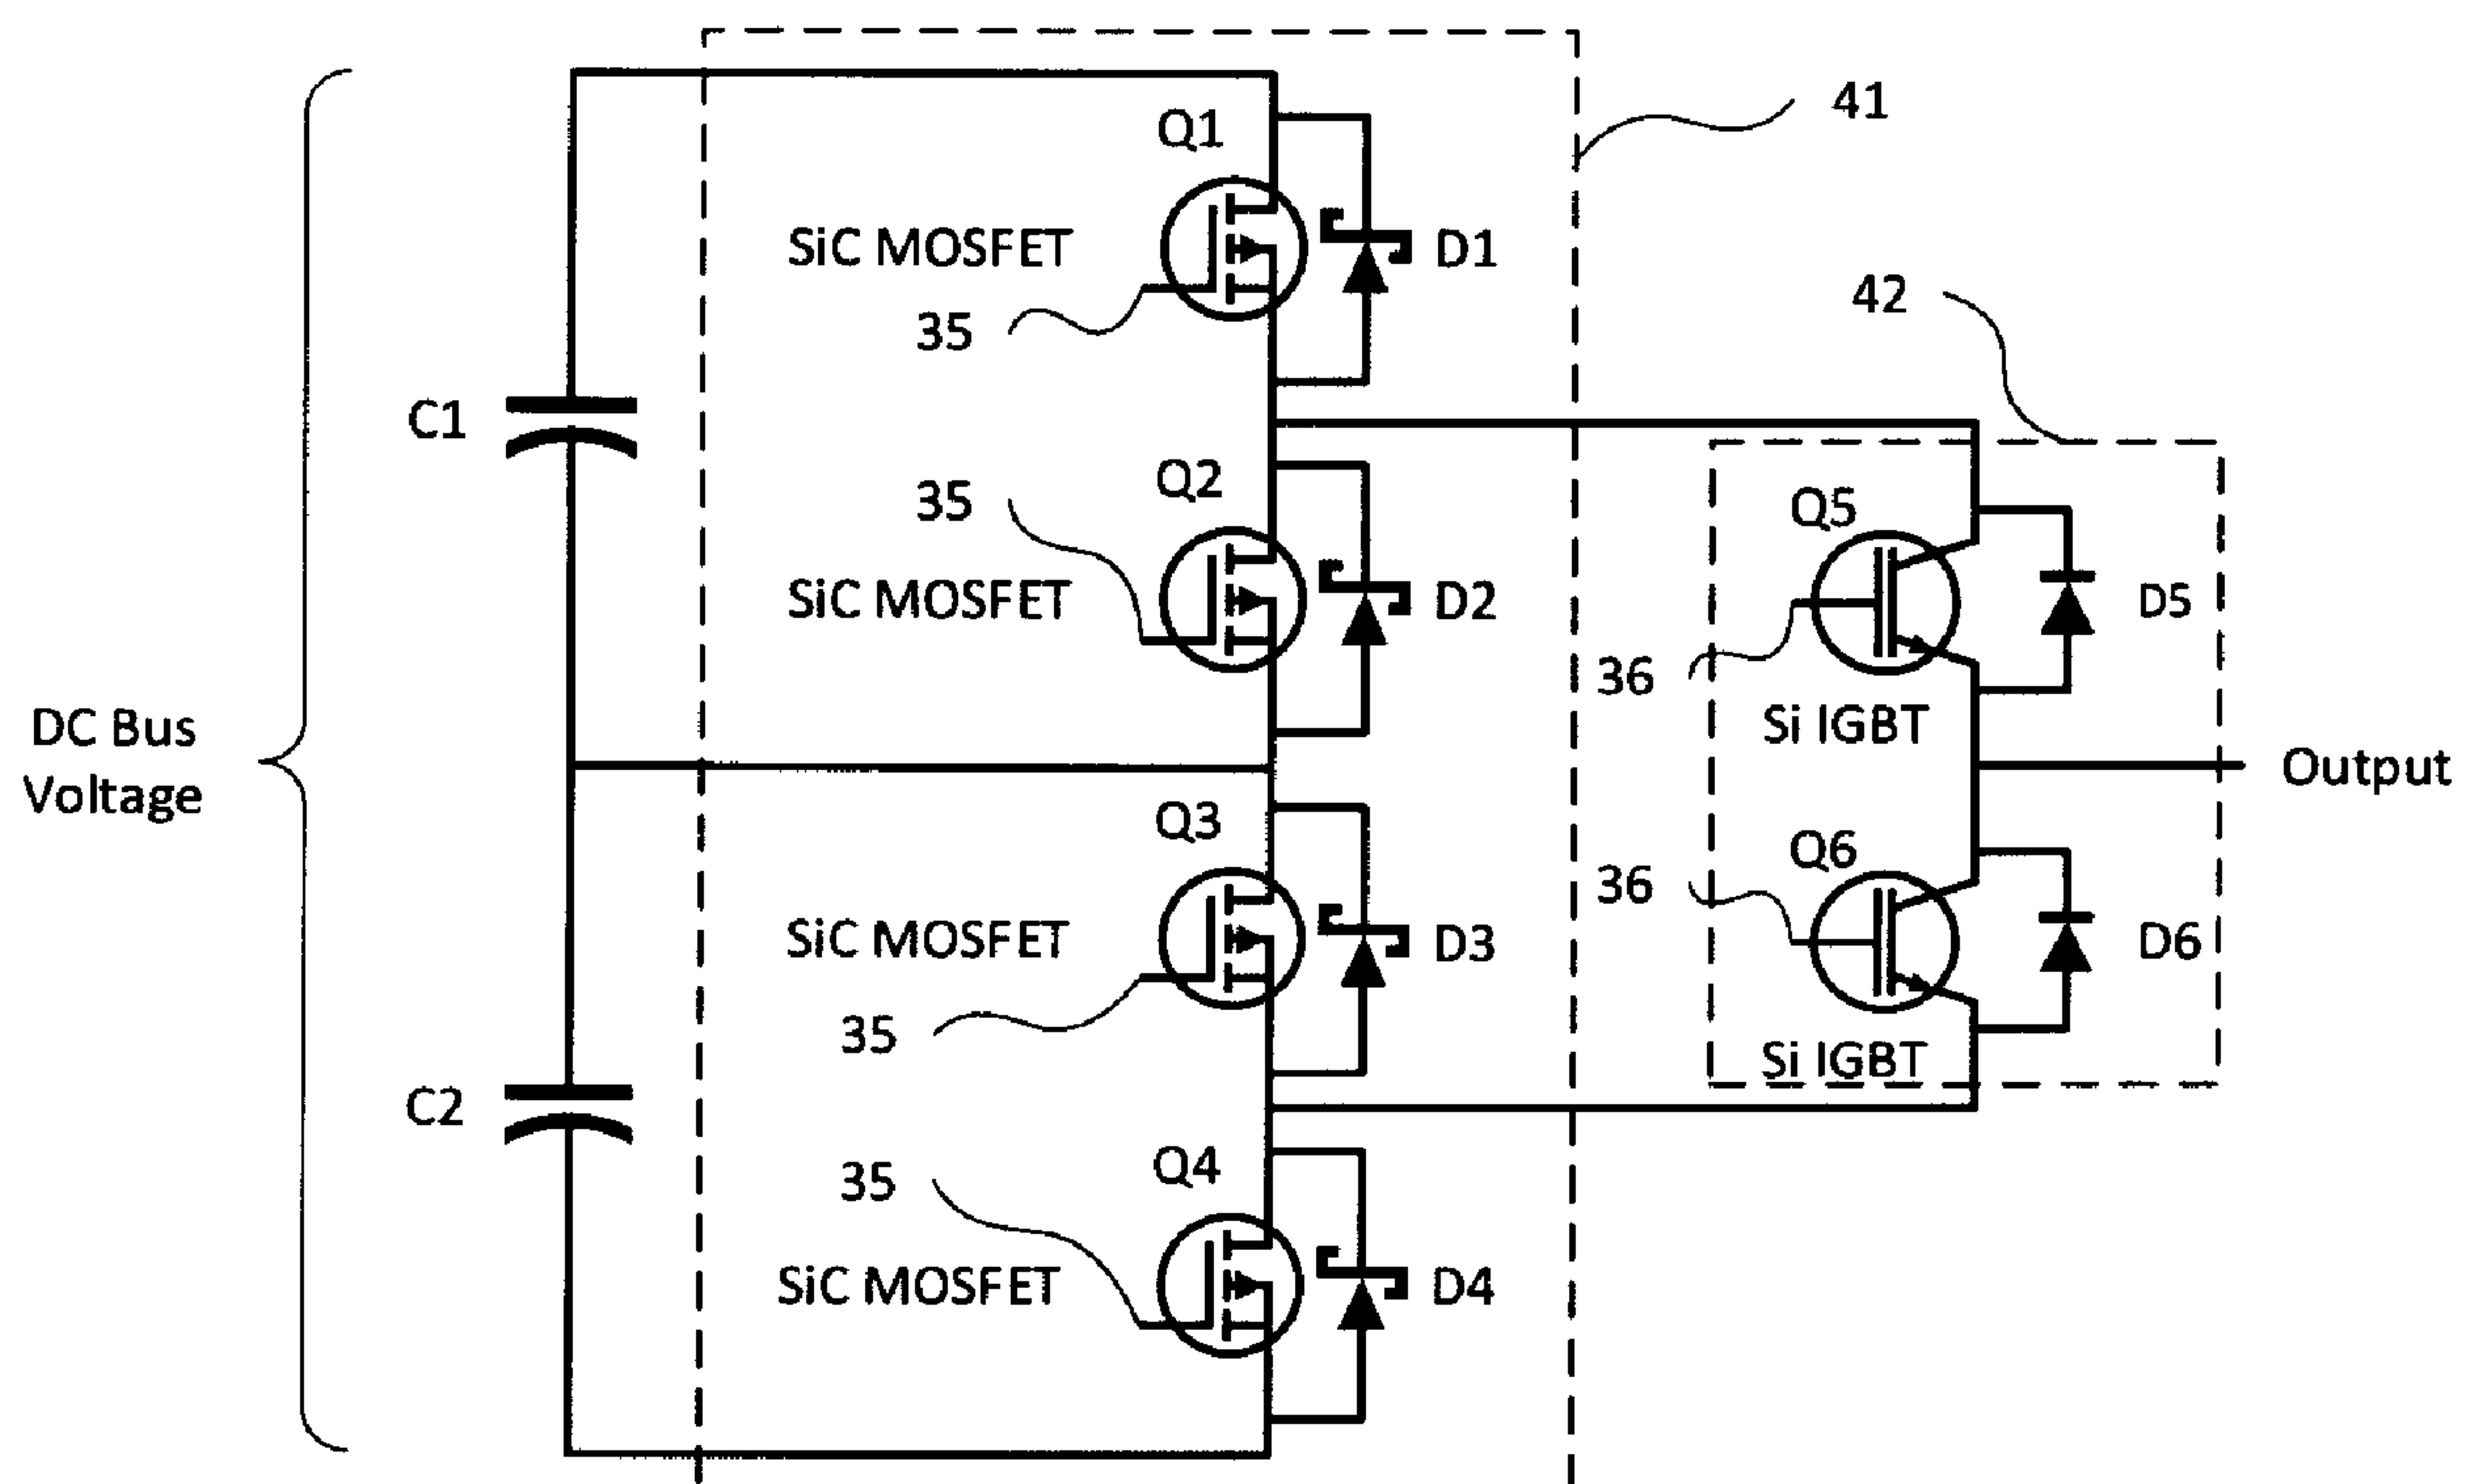 41
Q1
SiC MOSFET
D1
35
42
C1
Q2
35
SiC MOSFET
D2
Q5
D5
36
Si IGBT
DC Bus
Voltage
Output
Q3
SiC MOSFET
D3
35
Q6
36
D6
Si IGBT
C2
Q4
35
SiC MOSFET
D4